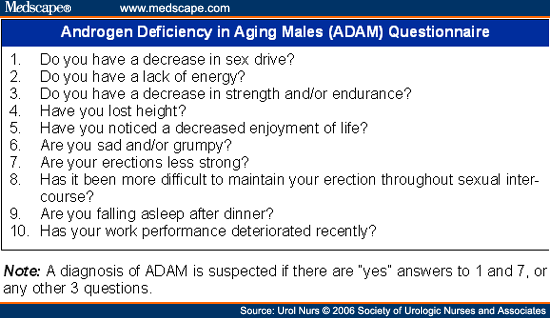 Medscape® www.medscape.com
Androgen Deficiency in Aging Males (ADAM) Questionnaire
1. Do you have a decrease in sex drive?
2. Do you have a lack of energy?
3. Do you have a decrease in strength and/or endurance?
4. Have you lost height?
5. Have you noticed a decreased enjoyment of life?
6. Are you sad and/or grumpy?
7. Are your erections less strong?
8. Has it been more difficult to maintain your erection throughout sexual inter-
course?
9. Are you falling asleep after dinner?
10. Has your work performance deteriorated recently?
Note: A diagnosis of ADAM is suspected if there are "yes" answers to 1 and 7, or
any other 3 questions.
Source: Urol Nurs © 2006 Society of Urologic Nurses and Associates